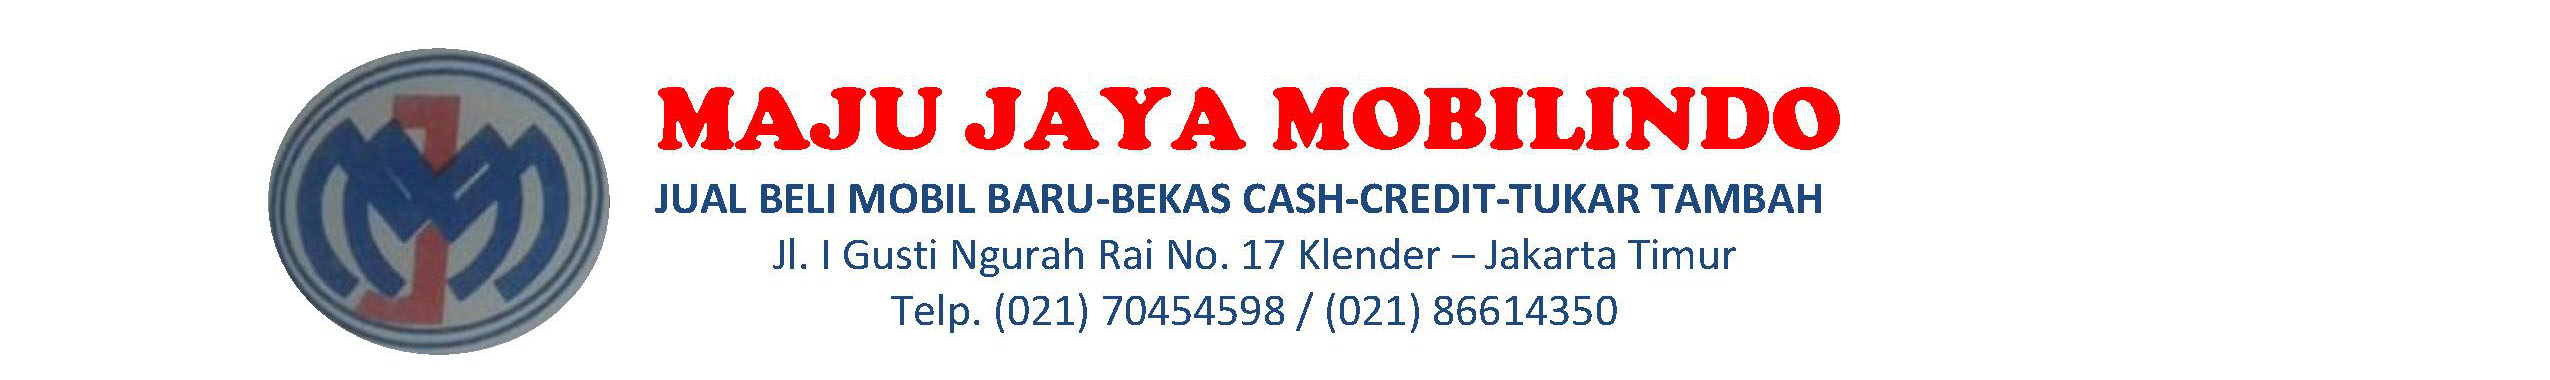 MAJU JAYA MOBILINDO
JUAL BELI MOBIL BARU-BEKAS CASH-CREDIT-TUKAR TAMBAH
Jl. I Gusti Ngurah Rai No. 17 Klender – Jakarta Timur
Telp. (021) 70454598 / (021) 86614350